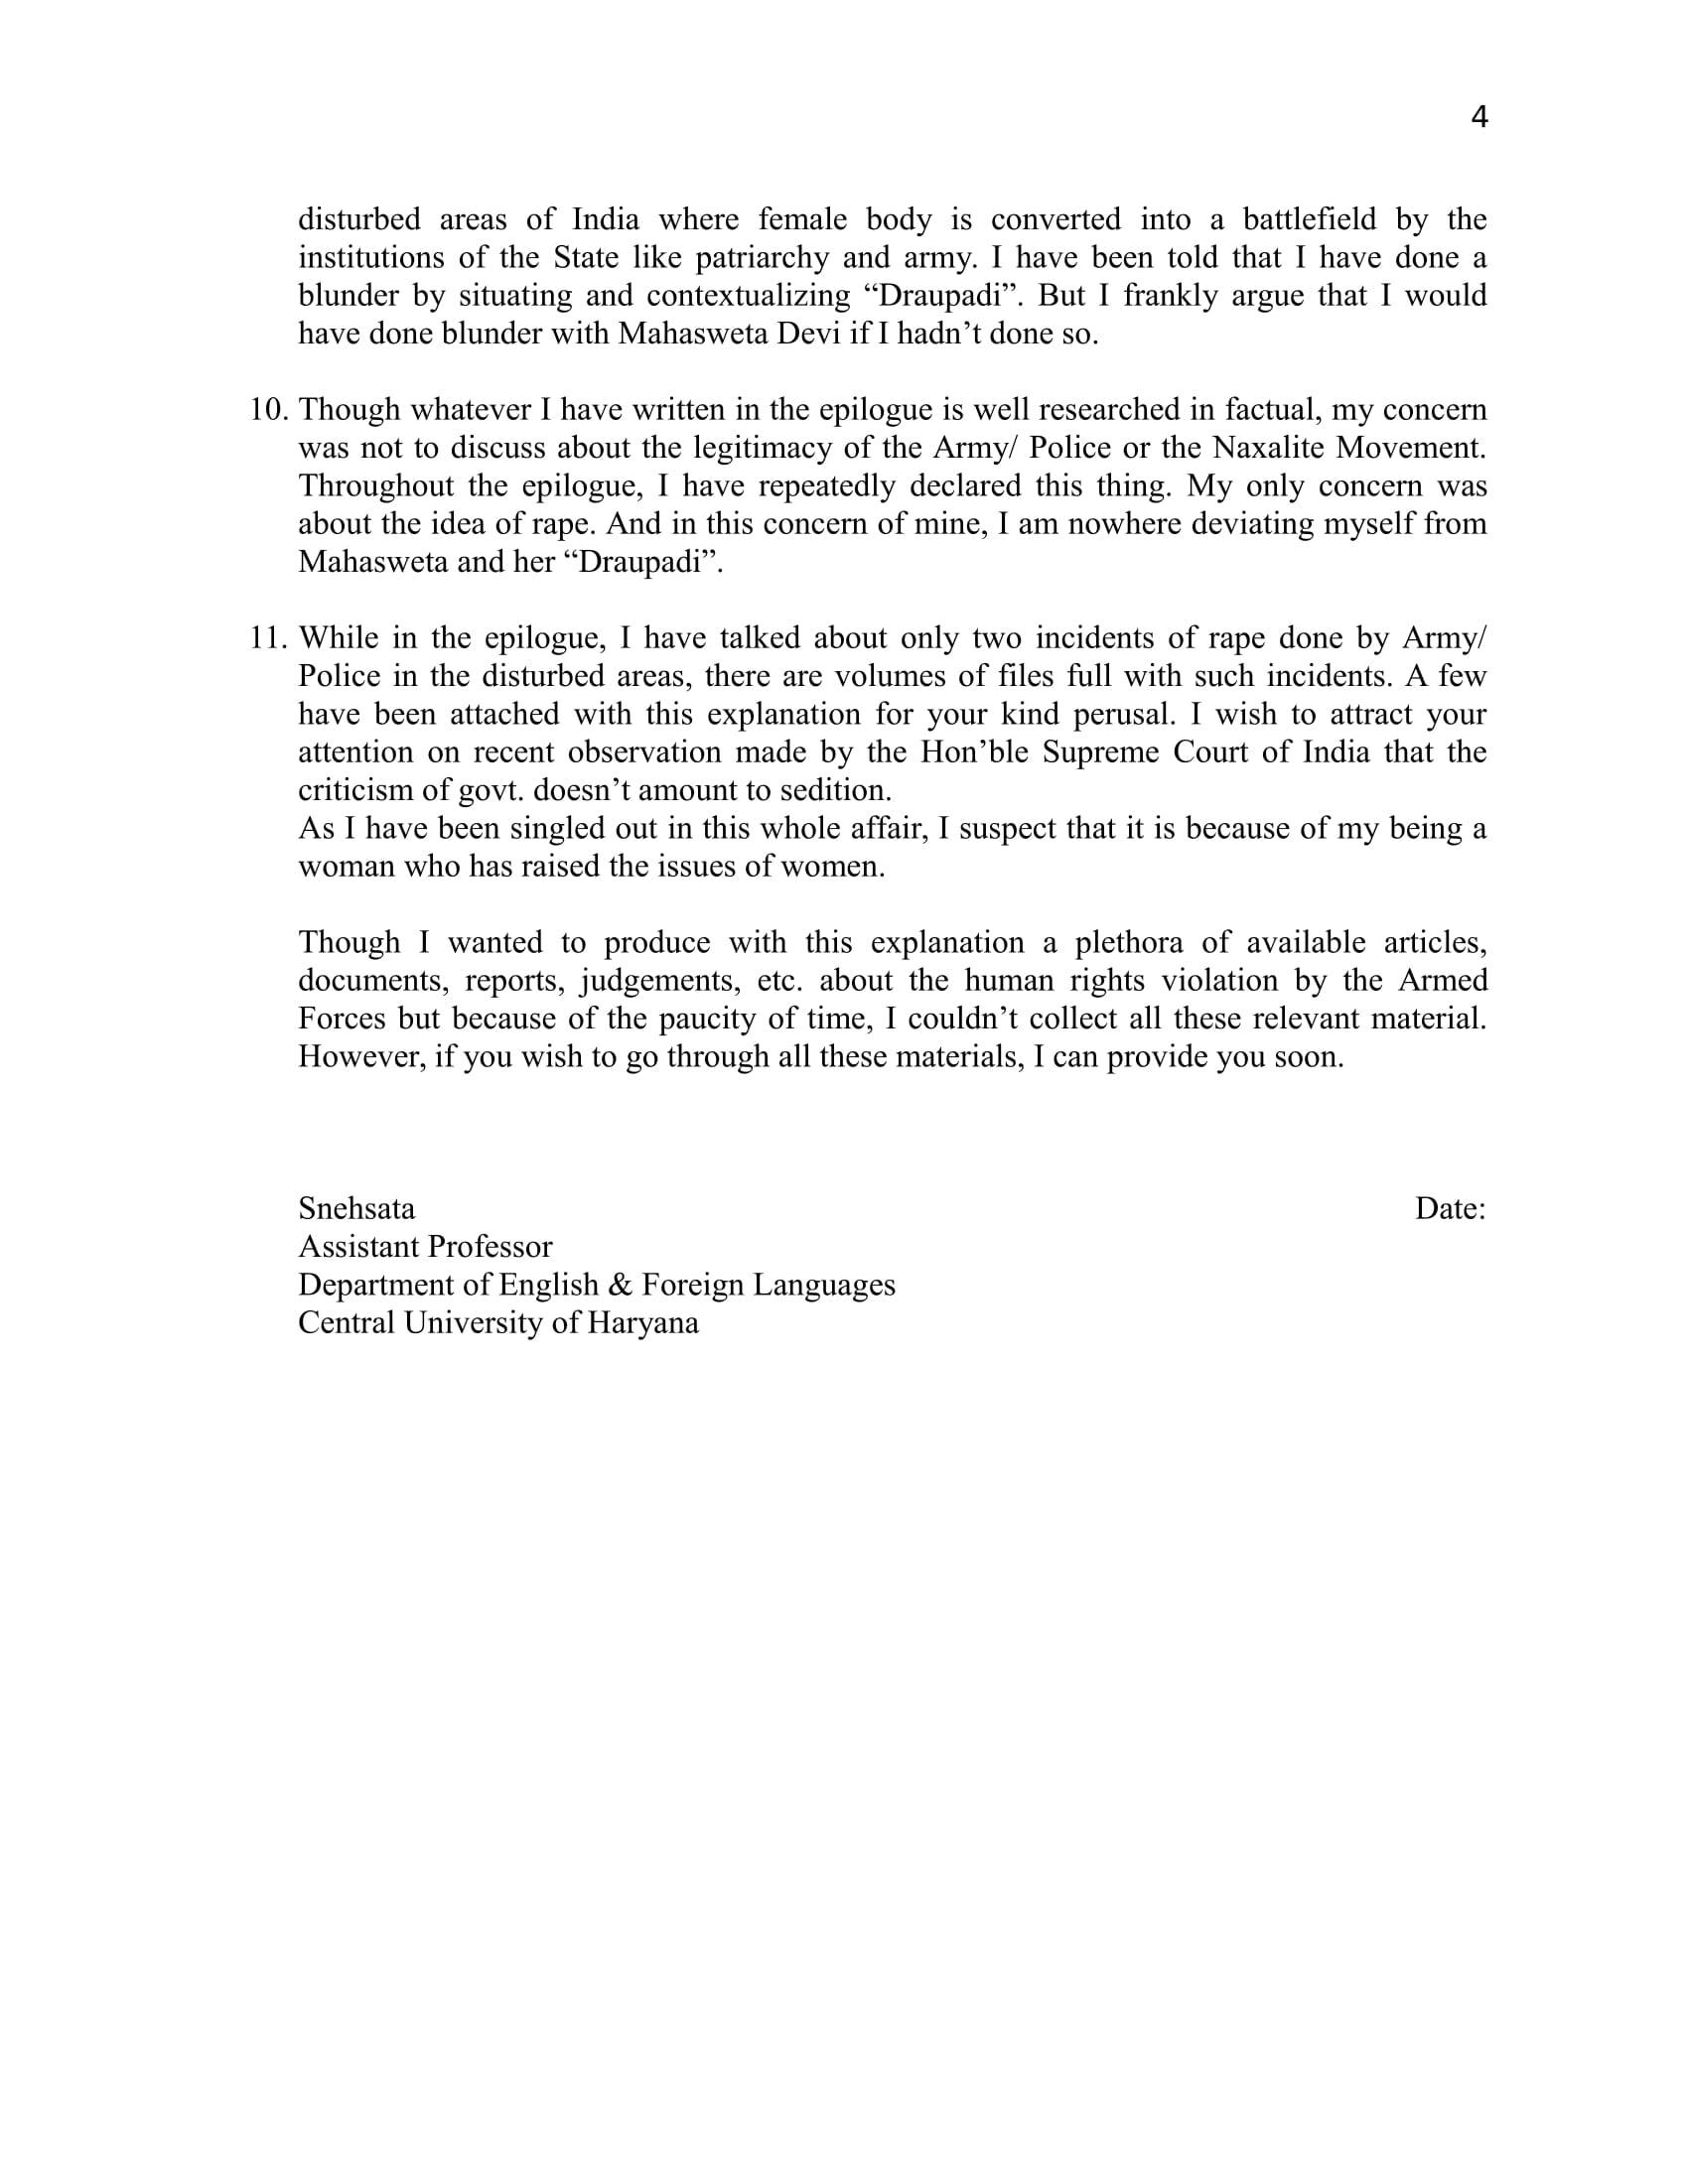 4
disturbed areas of India where female body is converted into a battlefield by the
institutions of the State like patriarchy and army. I have been told that I have done a
blunder by situating and contextualizing “Draupadi”. But I frankly argue that I would
have done blunder with Mahasweta Devi if I hadn’t done so.
10. Though whatever I have written in the epilogue is well researched in factual, my concern
was not to discuss about the legitimacy of the Army/ Police or the Naxalite Movement.
Throughout the epilogue, I have repeatedly declared this thing. My only concern was
about the idea of rape. And in this concern of mine, I am nowhere deviating myself from
Mahasweta and her “Draupadi”.
11. While in the epilogue, I have talked about only two incidents of rape done by Army/
Police in the disturbed areas, there are volumes of files full with such incidents. A few
have been attached with this explanation for your kind perusal. I wish to attract your
attention on recent observation made by the Hon’ble Supreme Court of India that the
criticism of govt. doesn’t amount to sedition.
As I have been singled out in this whole affair, I suspect that it is because of my being a
woman who has raised the issues of women.
Though I wanted to produce with this explanation a plethora of available articles,
documents, reports, judgements, etc. about the human rights violation by the Armed
Forces but because of the paucity of time, I couldn’t collect all these relevant material.
However, if you wish to go through all these materials, I can provide you soon.
Snehsata Date:
Assistant Professor
Department of English & Foreign Languages
Central University of Haryana